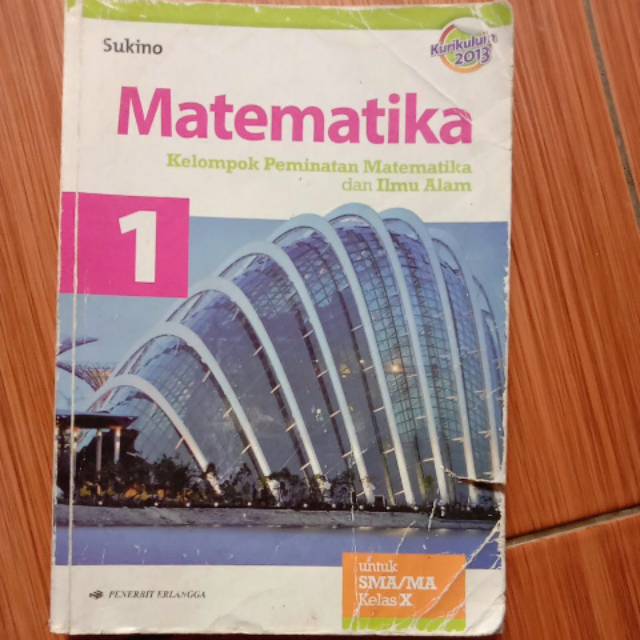 Sukino
Kurikulum
2013
Matematika
Kelompok Peminatan Matematika
dan Ilmu Alam
1
untuk
SMA/MA
Kelas X
PENERBIT ERLANGGA